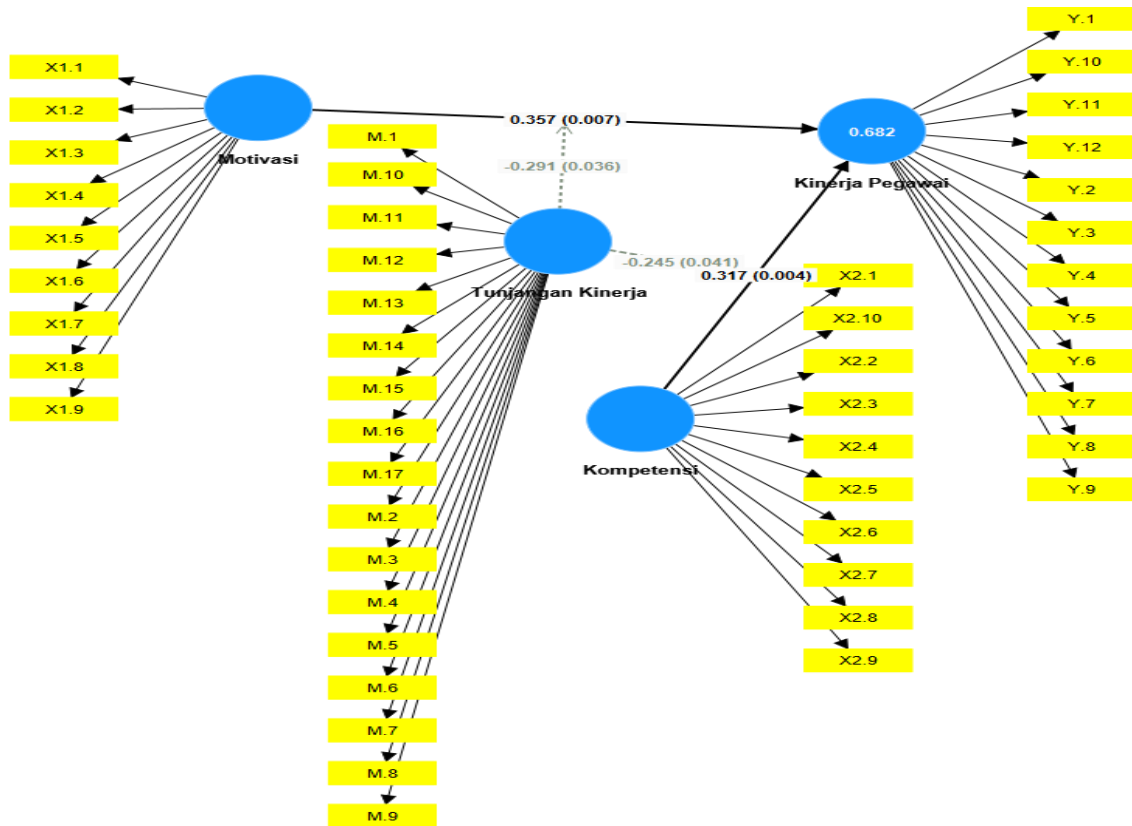 X1.1
X1.2
X1.3
X1.4
X1.5
X1.6
X1.7
X1.8
X1.9
Motivasi
0.357 (0.007)
-0.291 (0.036)
M.1
M.10
M.11
M.12
M.13
M.14
M.15
M.16
M.17
M.2
M.3
M.4
M.5
M.6
M.7
M.8
M.9
Tunjangan Kinerja
-0.245 (0.041)
0.317 (0.004)
Kompetensi
X2.1
X2.10
X2.2
X2.3
X2.4
X2.5
X2.6
X2.7
X2.8
X2.9
0.682
Kinerja Pegawai
Y.1
Y.10
Y.11
Y.12
Y.2
Y.3
Y.4
Y.5
Y.6
Y.7
Y.8
Y.9